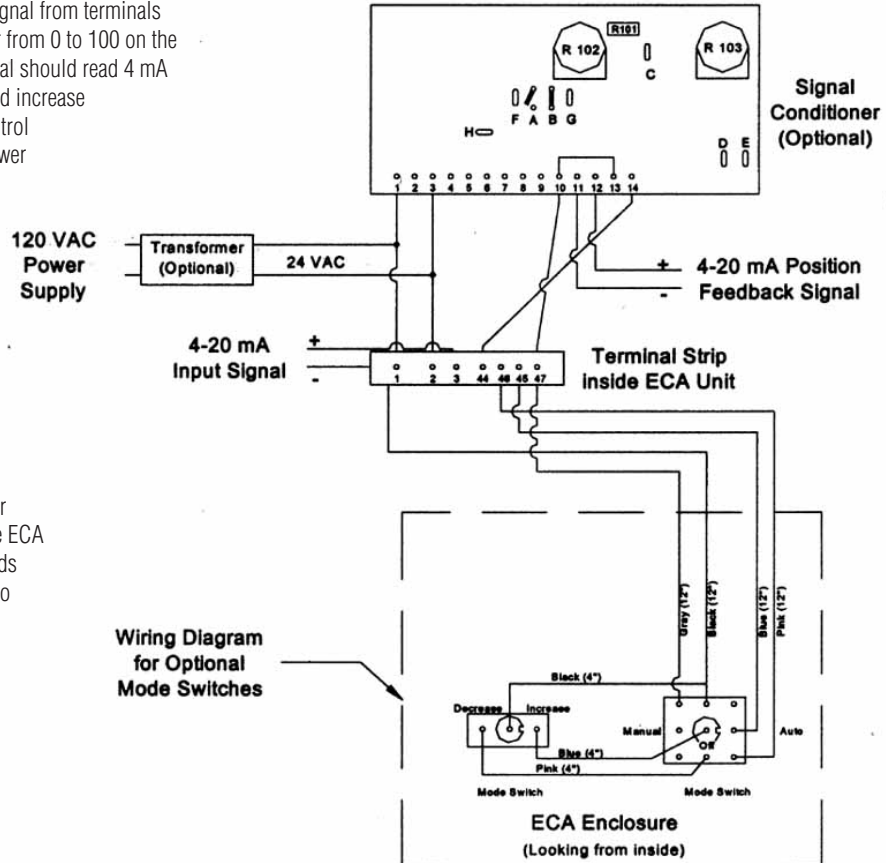 gnal from terminals
from 0 to 100 on the
al should read 4 mA
d increase
trol
wer
R 102
R101
R 103
C
F A B G
H
D E
Signal
Conditioner
(Optional)
1 2 3 4 5 6 7 8 9 10 11 12 13 14
120 VAC
Power
Supply
Transformer
(Optional)
24 VAC
+ 4-20 mA Position
- Feedback Signal
4-20 mA +
Input Signal -
1 2 3 44 46 45 47
Terminal Strip
inside ECA Unit
r
e ECA
ds
o
Wiring Diagram
for Optional
Mode Switches
Gray (12")
Black (12")
Blue (12")
Pink (12")
Black (4")
Decrease
Increase
Manual
Off
Auto
Blue (4")
Pink (4")
Mode Switch
Mode Switch
ECA Enclosure
(Looking from inside)